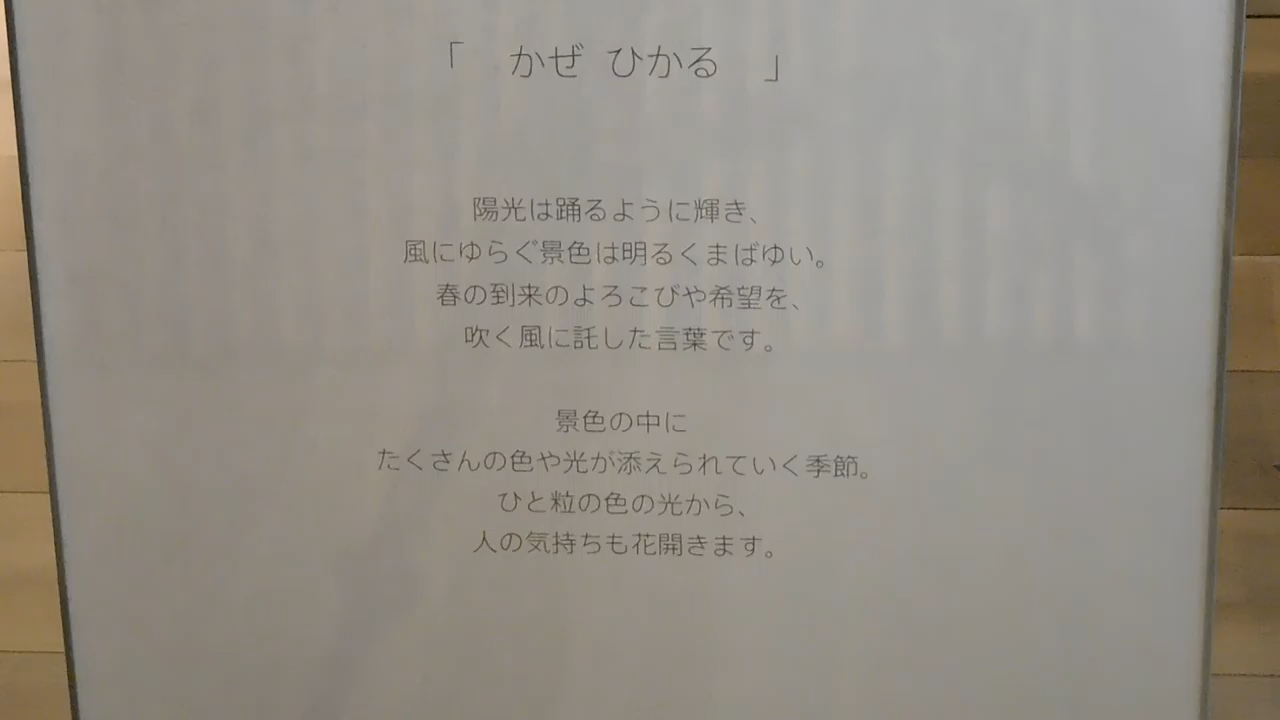 「　かぜ ひかる　」
陽光は踊るように輝き、
風にゆらぐ景色は明るくまばゆい。
春の到来のよろこびや希望を、
吹く風に託した言葉です。
景色の中に
たくさんの色や光が添えられていく季節。
ひと粒の色の光から、
人の気持ちも花開きます。